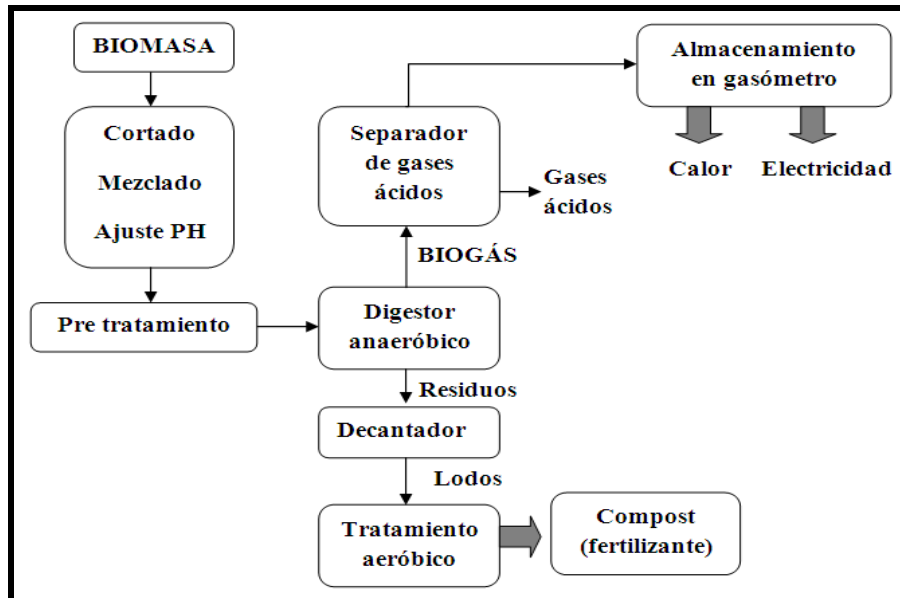 BIOMASA
Cortado
Mezclado
Ajuste PH
Pre tratamiento
Almacenamiento
en gasómetro
Calor
Electricidad
Separador
de gases
ácidos
Gases
ácidos
BIOGÁS
Digestor
anaeróbico
Residuos
Decantador
Lodos
Tratamiento
aeróbico
Compost
(fertilizante)